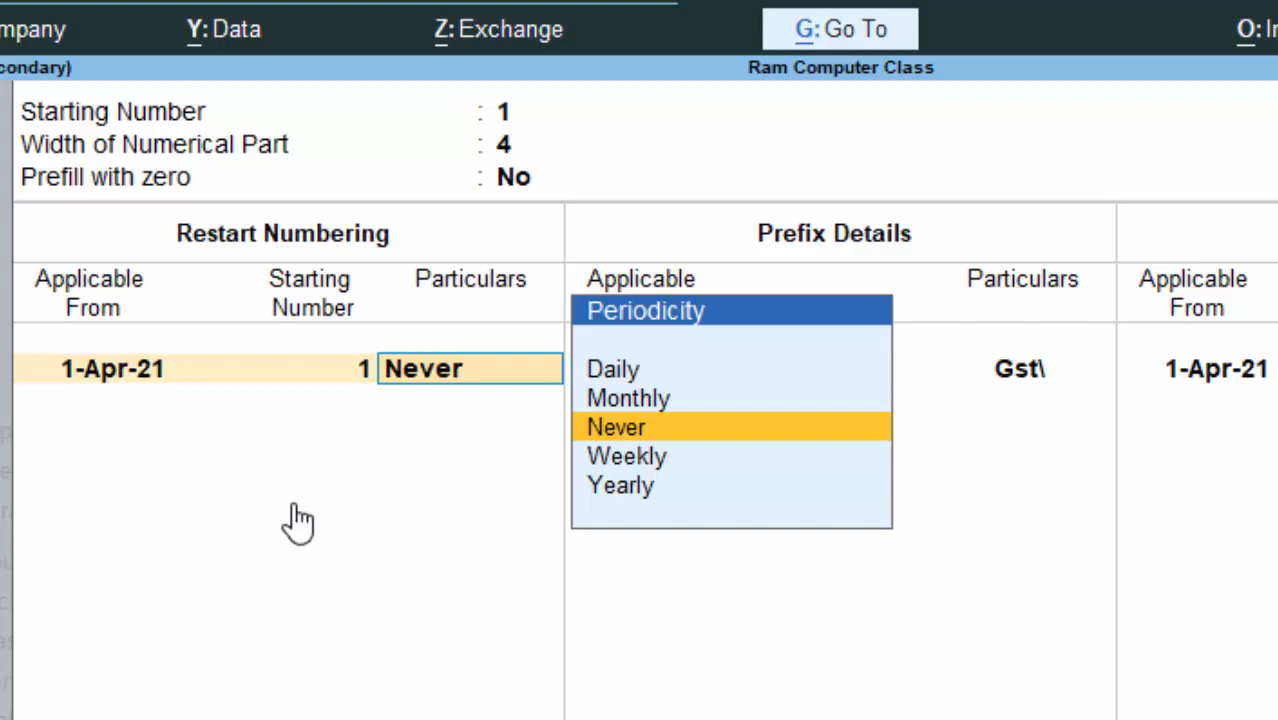 mpany Y: Data Z: Exchange G: Go To O: I
condary) Ram Computer Class
Starting Number : 1
Width of Numerical Part : 4
Prefill with zero : No
Restart Numbering Prefix Details
Applicable Starting Particulars Applicable Particulars Applicable
From Number Periodicity From
1-Apr-21 1 Never Daily Gst\ 1-Apr-21
Monthly
Never
Weekly
Yearly